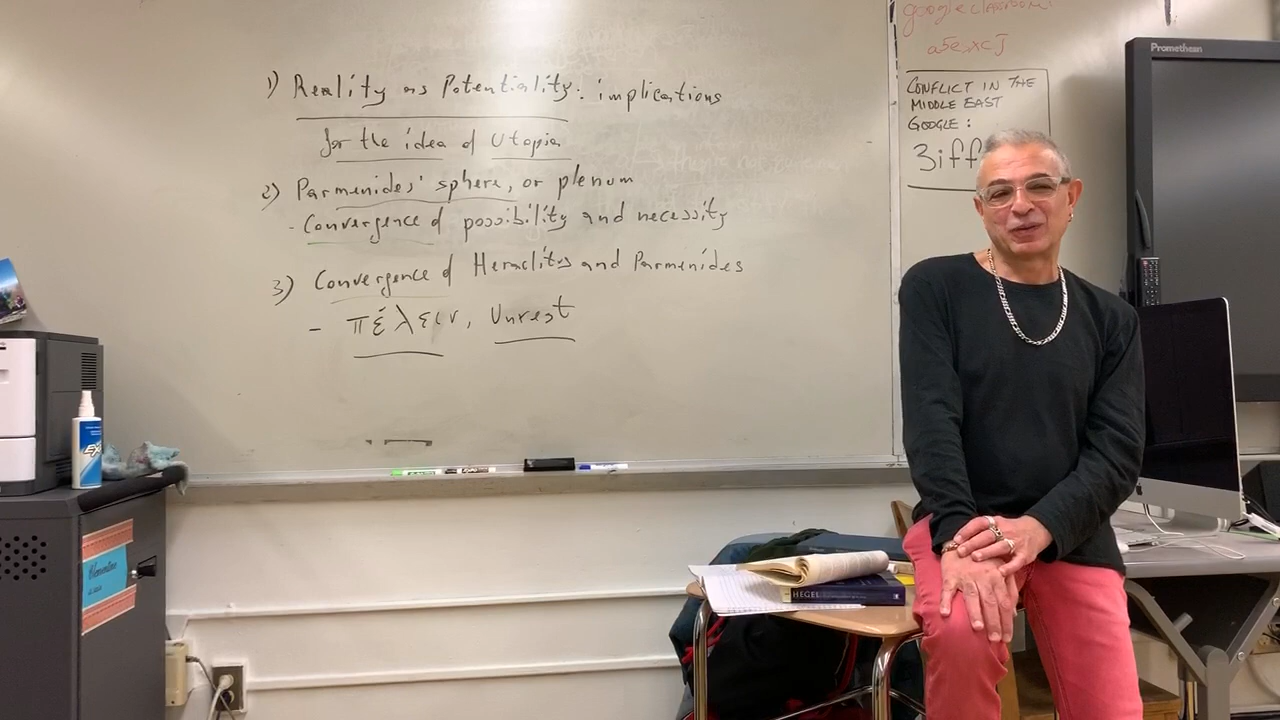 1) Reality as Potentiality: implications
for the idea of Utopia
2) Parmenides' sphere, or plenum
- Convergence of possibility and necessity
3) Convergence of Heraclitus and Parmenides
- πέλειν, Unrest
google classroom
CONFLICT IN THE
MIDDLE EAST
GOOGLE:
3iff
Promethean
HEGEL